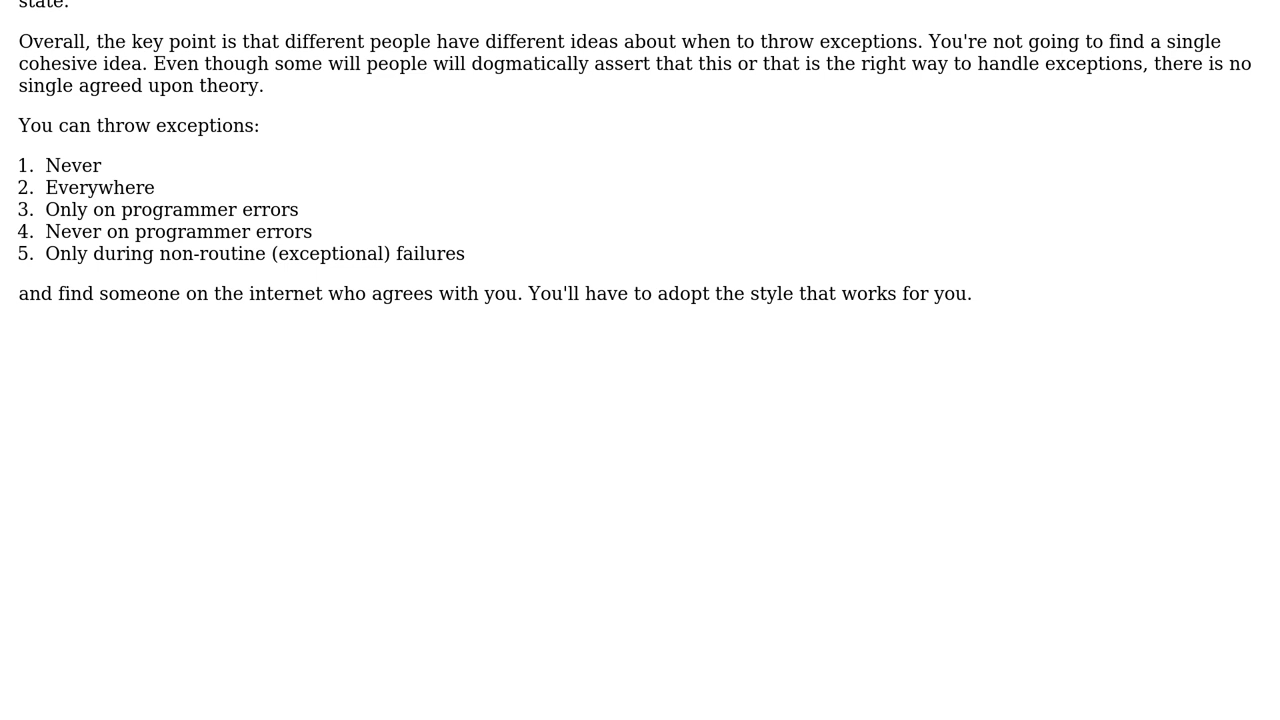 state.
Overall, the key point is that different people have different ideas about when to throw exceptions. You're not going to find a single
cohesive idea. Even though some will people will dogmatically assert that this or that is the right way to handle exceptions, there is no
single agreed upon theory.
You can throw exceptions:
1. Never
2. Everywhere
3. Only on programmer errors
4. Never on programmer errors
5. Only during non-routine (exceptional) failures
and find someone on the internet who agrees with you. You'll have to adopt the style that works for you.